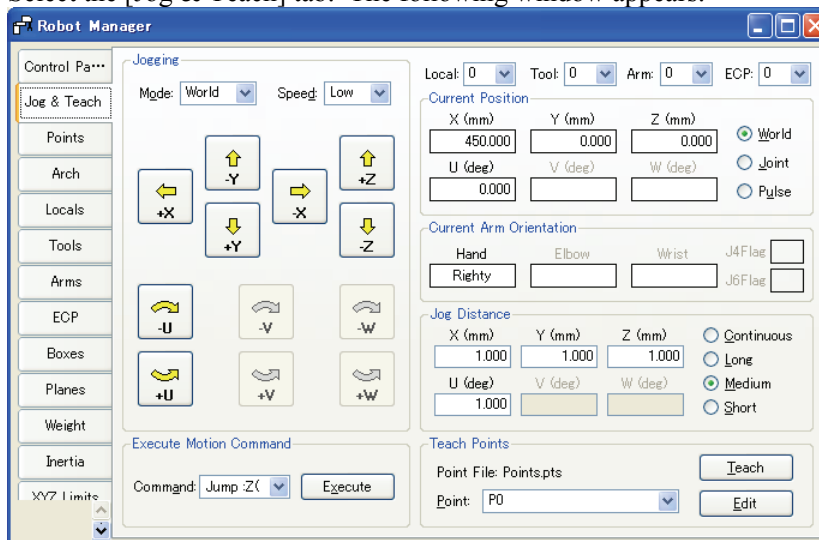 Select the [Jog & Teach] tab. The following window appears.
Robot Manager
Control Pa…
Jog & Teach
Points
Arch
Locals
Tools
Arms
ECP
Boxes
Planes
Weight
Inertia
XYZ Limits
Jogging
Mode: World Speed: Low
+X
-Y
+Y
-X
+Z
-Z
-U -V -W
+U +V +W
Execute Motion Command
Command: Jump :Z( Execute
Local: 0 Tool: 0 Arm: 0 ECP: 0
Current Position
X (mm) Y (mm) Z (mm)
450.000 0.000 0.000
U (deg) V (deg) W (deg)
0.000
World
Joint
Pulse
Current Arm Orientation
Hand Elbow Wrist J4Flag
Righty J6Flag
Jog Distance
X (mm) Y (mm) Z (mm)
1.000 1.000 1.000
U (deg) V (deg) W (deg)
1.000
Continuous
Long
Medium
Short
Teach Points
Point File: Points.pts Teach
Point: P0 Edit